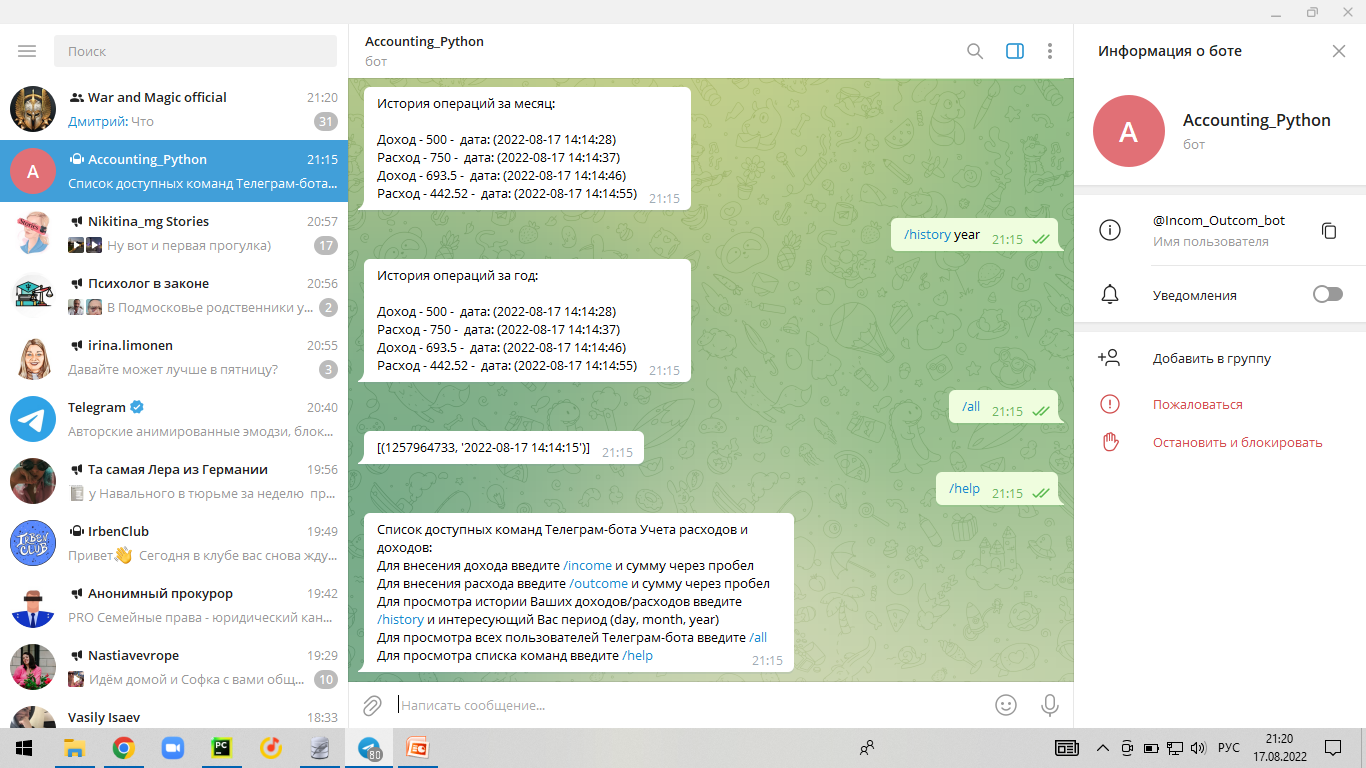 Поиск
War and Magic official 21:20
Дмитрий: Что 31
A Accounting_Python 21:15
Список доступных команд Телеграм-бота...
Nikitina_mg Stories 20:57
Ну вот и первая прогулка) 17
Психолог в законе 20:56
В Подмосковье родственники у... 2
irina.limonen 20:55
Давайте может лучше в пятницу? 3
Telegram 20:40
Авторские анимированные эмодзи, блок...
Та самая Лера из Германии 19:56
у Навального в тюрьме за неделю пр...
IrbenClub 19:49
Привет👋 Сегодня в клубе вас снова жду...
Анонимный прокурор 19:42
PRO Семейные права - юридический кан...
Nastiavevrope 19:29
Идём домой и Софка с вами общ... 10
Vasily Isaev 18:33
Accounting_Python
бот
История операций за месяц:
Доход - 500 - дата: (2022-08-17 14:14:28)
Расход - 750 - дата: (2022-08-17 14:14:37)
Доход - 693.5 - дата: (2022-08-17 14:14:46)
Расход - 442.52 - дата: (2022-08-17 14:14:55) 21:15
/history year 21:15
История операций за год:
Доход - 500 - дата: (2022-08-17 14:14:28)
Расход - 750 - дата: (2022-08-17 14:14:37)
Доход - 693.5 - дата: (2022-08-17 14:14:46)
Расход - 442.52 - дата: (2022-08-17 14:14:55) 21:15
/all 21:15
[(1257964733, '2022-08-17 14:14:15')] 21:15
/help 21:15
Список доступных команд Телеграм-бота Учета расходов и
доходов:
Для внесения дохода введите /income и сумму через пробел
Для внесения расхода введите /outcome и сумму через пробел
Для просмотра истории Ваших доходов/расходов введите
/history и интересующий Вас период (day, month, year)
Для просмотра всех пользователей Телеграм-бота введите /all
Для просмотра списка команд введите /help 21:15
Написать сообщение...
Информация о боте
A Accounting_Python
бот
@Incom_Outcom_bot
Имя пользователя
Уведомления
Добавить в группу
Пожаловаться
Остановить и блокировать
PC
80
РУС
21:20
17.08.2022